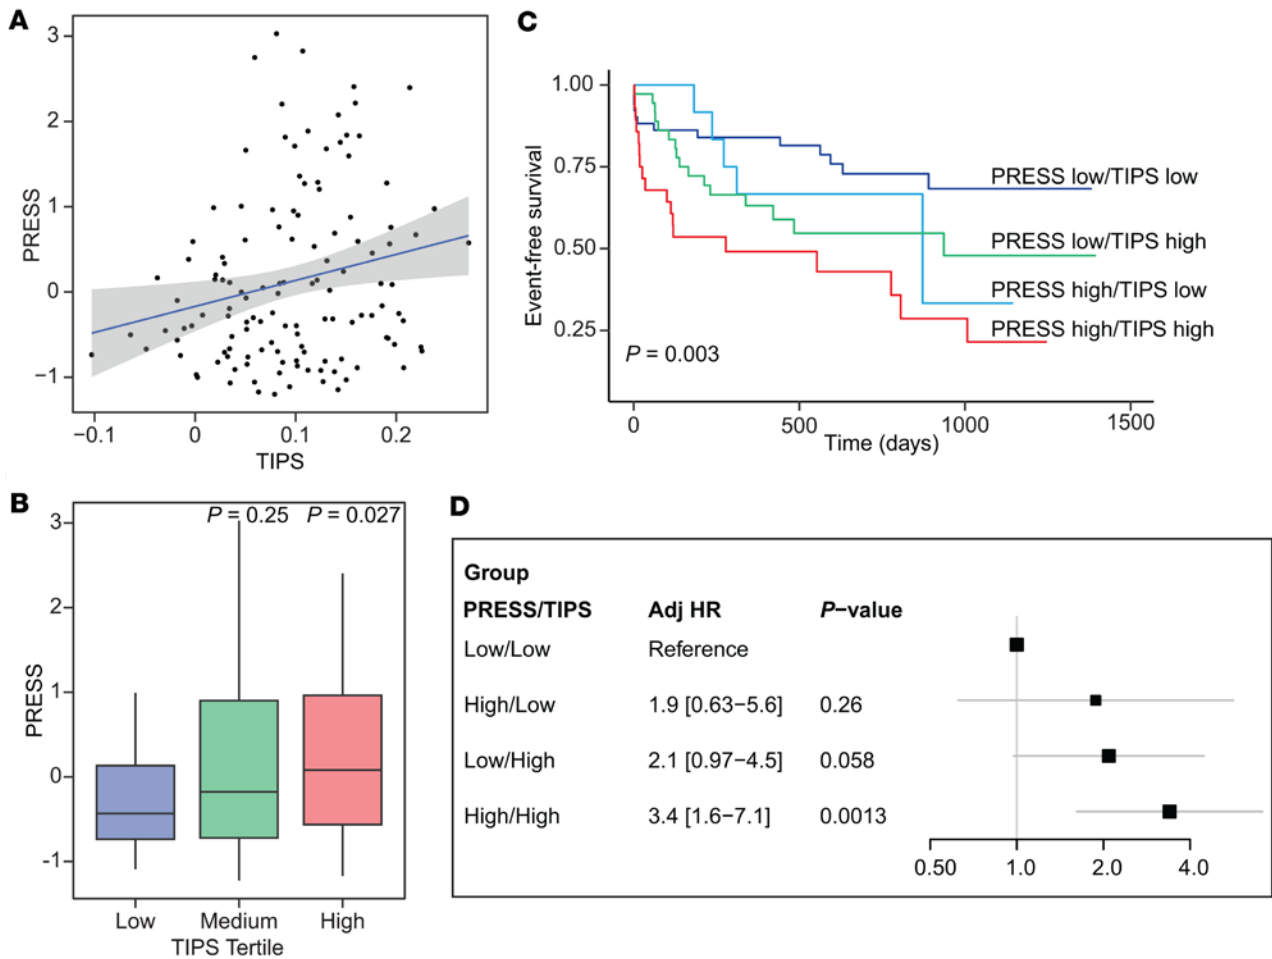 A
3
2
1
0
−1
PRESS
−0.1
0
0.1
0.2
TIPS
C
1.00
0.75
0.50
0.25
Event-free survival
PRESS low/TIPS low
PRESS low/TIPS high
PRESS high/TIPS low
PRESS high/TIPS high
P = 0.003
0
500
1000
1500
Time (days)
B
P = 0.25
P = 0.027
3
2
1
0
-1
PRESS
Low
Medium
High
TIPS Tertile
D
Group
PRESS/TIPS Adj HR P−value
Low/Low Reference
High/Low 1.9 [0.63−5.6] 0.26
Low/High 2.1 [0.97−4.5] 0.058
High/High 3.4 [1.6−7.1] 0.0013
0.50 1.0 2.0 4.0